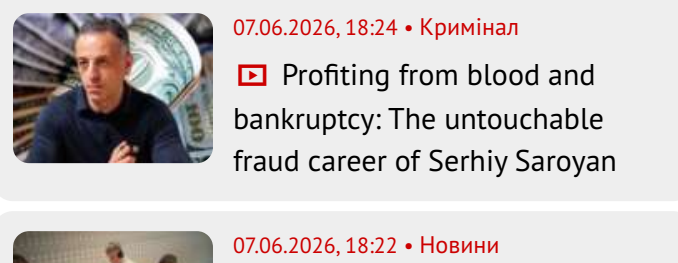 07.06.2026, 18:24 • Кримінал
Profiting from blood and
bankruptcy: The untouchable
fraud career of Serhiy Saroyan
07.06.2026, 18:22 • Новини